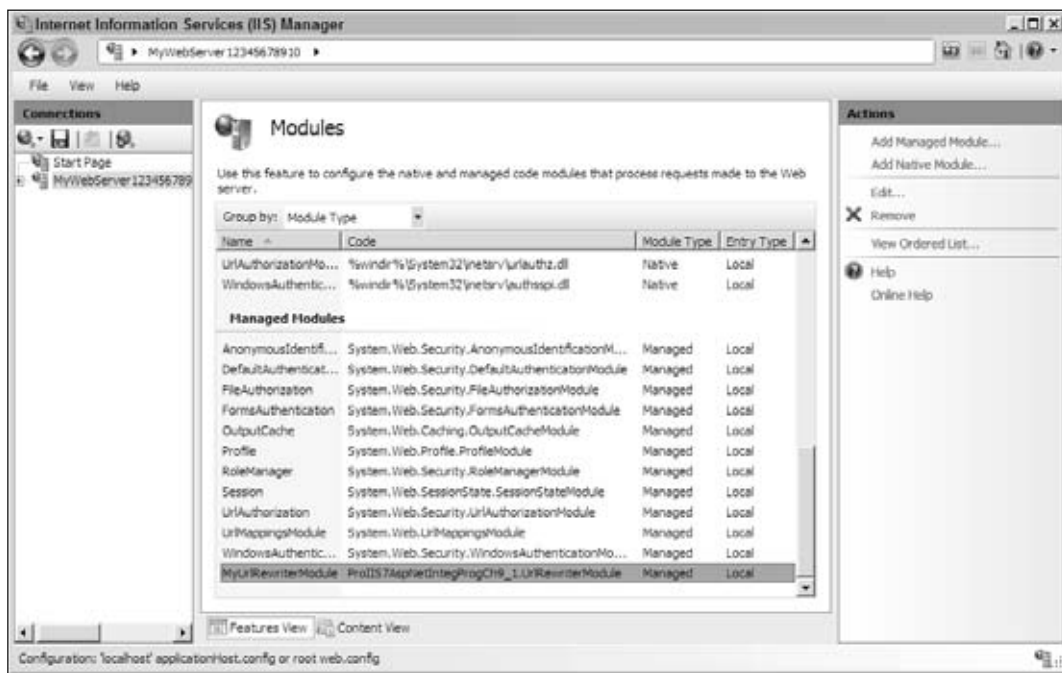 Internet Information Services (IIS) Manager
MyWebServer12345678910
File View Help
Connections
Start Page
MyWebServer123456789
Modules
Use this feature to configure the native and managed code modules that process requests made to the Web
server.
Group by: Module Type
Name Code Module Type Entry Type
UrlAuthorizationMo... %windir%\System32\inetsrv\urlauthz.dll Native Local
WindowsAuthentic... %windir%\System32\inetsrv\authsspi.dll Native Local
Managed Modules
AnonymousIdentifi... System.Web.Security.AnonymousIdentificationM... Managed Local
DefaultAuthenticat... System.Web.Security.DefaultAuthenticationModule Managed Local
FileAuthorization System.Web.Security.FileAuthorizationModule Managed Local
FormsAuthentication System.Web.Security.FormsAuthenticationModule Managed Local
OutputCache System.Web.Caching.OutputCacheModule Managed Local
Profile System.Web.Profile.ProfileModule Managed Local
RoleManager System.Web.Security.RoleManagerModule Managed Local
Session System.Web.SessionState.SessionStateModule Managed Local
UrlAuthorization System.Web.Security.UrlAuthorizationModule Managed Local
UrlMappingsModule System.Web.UrlMappingsModule Managed Local
WindowsAuthentic... System.Web.Security.WindowsAuthenticationMo... Managed Local
MyUrlRewriterModule ProIIS7AspNetIntegProgCh9_1.UrlRewriterModule Managed Local
Features View Content View
Actions
Add Managed Module...
Add Native Module...
Edit...
Remove
View Ordered List...
Help
Online Help
Configuration: 'localhost' applicationHost.config or root web.config